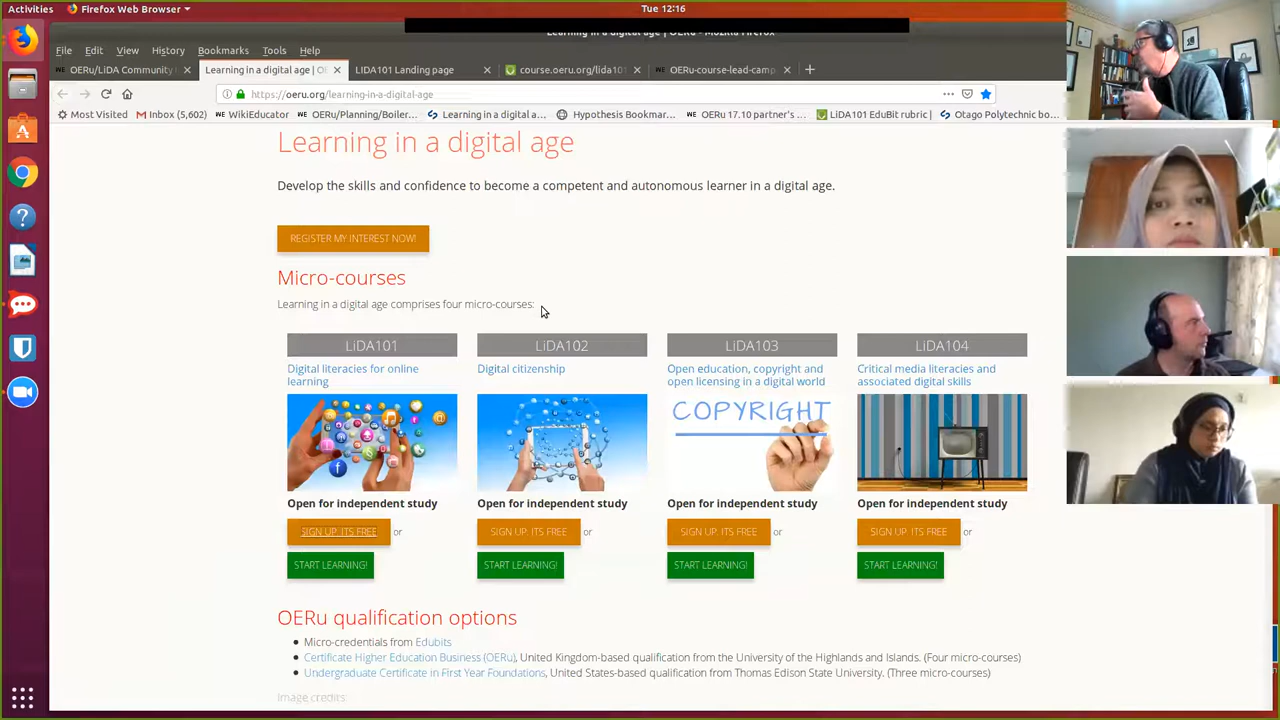 Activities
Firefox Web Browser
Tue 12:16
Learning in a digital age | OERu - Mozilla Firefox
File Edit View History Bookmarks Tools Help
OERu/LiDA Community
Learning in a digital age | O
LIDA101 Landing page
course.oeru.org/lida101
OERu-course-lead-camp
https://oeru.org/learning-in-a-digital-age
Most Visited
Inbox (5,602)
WikiEducator
OERu/Planning/Boiler...
Learning in a digital a...
Hypothesis Bookmar...
OERu 17.10 partner's ...
LiDA101 EduBit rubric |
Otago Polytechnic bo...
Learning in a digital age
Develop the skills and confidence to become a competent and autonomous learner in a digital age.
REGISTER MY INTEREST NOW!
Micro-courses
Learning in a digital age comprises four micro-courses:
LiDA101
Digital literacies for online
learning
Open for independent study
SIGN UP. ITS FREE or
START LEARNING!
LiDA102
Digital citizenship
Open for independent study
SIGN UP. ITS FREE or
START LEARNING!
LiDA103
Open education, copyright and
open licensing in a digital world
COPYRIGHT
Open for independent study
SIGN UP. ITS FREE or
START LEARNING!
LiDA104
Critical media literacies and
associated digital skills
Open for independent study
SIGN UP. ITS FREE or
START LEARNING!
OERu qualification options
Micro-credentials from Edubits
Certificate Higher Education Business (OERu), United Kingdom-based qualification from the University of the Highlands and Islands. (Four micro-courses)
Undergraduate Certificate in First Year Foundations, United States-based qualification from Thomas Edison State University. (Three micro-courses)
Image credits: